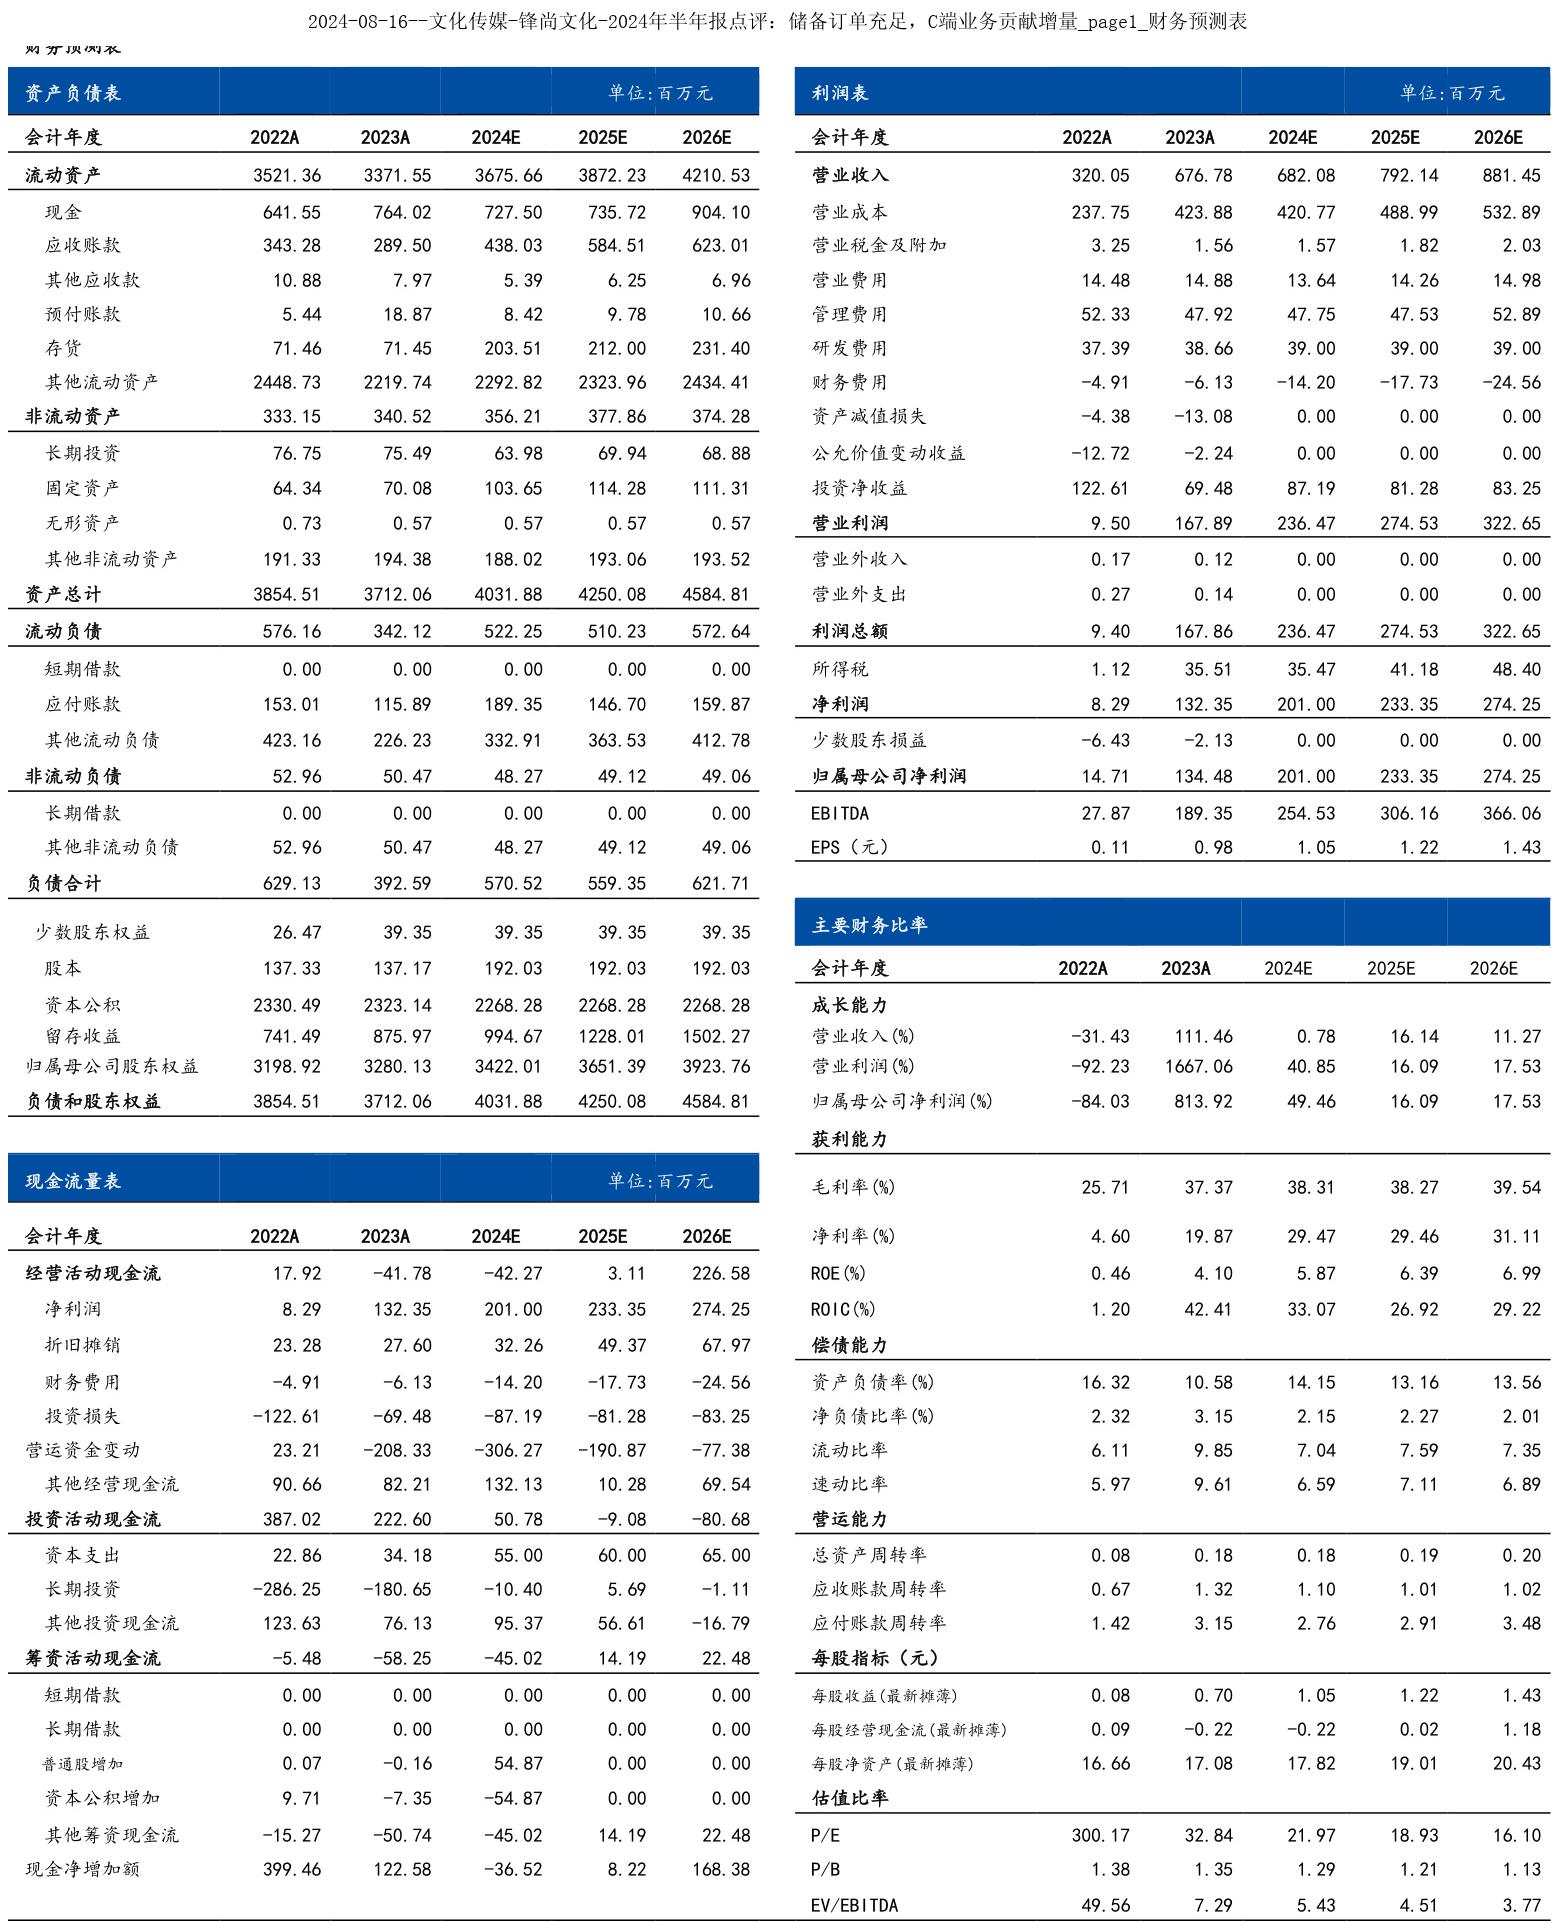 2024-08-16--文化传媒-锋尚文化-2024年半年报点评：储备订单充足，C端业务贡献增量_page1_财务预测表
财务预测表
资产负债表 单位:百万元
会计年度 2022A 2023A 2024E 2025E 2026E
流动资产 3521.36 3371.55 3675.66 3872.23 4210.53
现金 641.55 764.02 727.50 735.72 904.10
应收账款 343.28 289.50 438.03 584.51 623.01
其他应收款 10.88 7.97 5.39 6.25 6.96
预付账款 5.44 18.87 8.42 9.78 10.66
存货 71.46 71.45 203.51 212.00 231.40
其他流动资产 2448.73 2219.74 2292.82 2323.96 2434.41
非流动资产 333.15 340.52 356.21 377.86 374.28
长期投资 76.75 75.49 63.98 69.94 68.88
固定资产 64.34 70.08 103.65 114.28 111.31
无形资产 0.73 0.57 0.57 0.57 0.57
其他非流动资产 191.33 194.38 188.02 193.06 193.52
资产总计 3854.51 3712.06 4031.88 4250.08 4584.81
流动负债 576.16 342.12 522.25 510.23 572.64
短期借款 0.00 0.00 0.00 0.00 0.00
应付账款 153.01 115.89 189.35 146.70 159.87
其他流动负债 423.16 226.23 332.91 363.53 412.78
非流动负债 52.96 50.47 48.27 49.12 49.06
长期借款 0.00 0.00 0.00 0.00 0.00
其他非流动负债 52.96 50.47 48.27 49.12 49.06
负债合计 629.13 392.59 570.52 559.35 621.71
少数股东权益 26.47 39.35 39.35 39.35 39.35
股本 137.33 137.17 192.03 192.03 192.03
资本公积 2330.49 2323.14 2268.28 2268.28 2268.28
留存收益 741.49 875.97 994.67 1228.01 1502.27
归属母公司股东权益 3198.92 3280.13 3422.01 3651.39 3923.76
负债和股东权益 3854.51 3712.06 4031.88 4250.08 4584.81
现金流量表 单位:百万元
会计年度 2022A 2023A 2024E 2025E 2026E
经营活动现金流 17.92 -41.78 -42.27 3.11 226.58
净利润 8.29 132.35 201.00 233.35 274.25
折旧摊销 23.28 27.60 32.26 49.37 67.97
财务费用 -4.91 -6.13 -14.20 -17.73 -24.56
投资损失 -122.61 -69.48 -87.19 -81.28 -83.25
营运资金变动 23.21 -208.33 -306.27 -190.87 -77.38
其他经营现金流 90.66 82.21 132.13 10.28 69.54
投资活动现金流 387.02 222.60 50.78 -9.08 -80.68
资本支出 22.86 34.18 55.00 60.00 65.00
长期投资 -286.25 -180.65 -10.40 5.69 -1.11
其他投资现金流 123.63 76.13 95.37 56.61 -16.79
筹资活动现金流 -5.48 -58.25 -45.02 14.19 22.48
短期借款 0.00 0.00 0.00 0.00 0.00
长期借款 0.00 0.00 0.00 0.00 0.00
普通股增加 0.07 -0.16 54.87 0.00 0.00
资本公积增加 9.71 -7.35 -54.87 0.00 0.00
其他筹资现金流 -15.27 -50.74 -45.02 14.19 22.48
现金净增加额 399.46 122.58 -36.52 8.22 168.38
利润表 单位:百万元
会计年度 2022A 2023A 2024E 2025E 2026E
营业收入 320.05 676.78 682.08 792.14 881.45
营业成本 237.75 423.88 420.77 488.99 532.89
营业税金及附加 3.25 1.56 1.57 1.82 2.03
营业费用 14.48 14.88 13.64 14.26 14.98
管理费用 52.33 47.92 47.75 47.53 52.89
研发费用 37.39 38.66 39.00 39.00 39.00
财务费用 -4.91 -6.13 -14.20 -17.73 -24.56
资产减值损失 -4.38 -13.08 0.00 0.00 0.00
公允价值变动收益 -12.72 -2.24 0.00 0.00 0.00
投资净收益 122.61 69.48 87.19 81.28 83.25
营业利润 9.50 167.89 236.47 274.53 322.65
营业外收入 0.17 0.12 0.00 0.00 0.00
营业外支出 0.27 0.14 0.00 0.00 0.00
利润总额 9.40 167.86 236.47 274.53 322.65
所得税 1.12 35.51 35.47 41.18 48.40
净利润 8.29 132.35 201.00 233.35 274.25
少数股东损益 -6.43 -2.13 0.00 0.00 0.00
归属母公司净利润 14.71 134.48 201.00 233.35 274.25
EBITDA 27.87 189.35 254.53 306.16 366.06
EPS（元） 0.11 0.98 1.05 1.22 1.43
主要财务比率
会计年度 2022A 2023A 2024E 2025E 2026E
成长能力
营业收入(%) -31.43 111.46 0.78 16.14 11.27
营业利润(%) -92.23 1667.06 40.85 16.09 17.53
归属母公司净利润(%) -84.03 813.92 49.46 16.09 17.53
获利能力
毛利率(%) 25.71 37.37 38.31 38.27 39.54
净利率(%) 4.60 19.87 29.47 29.46 31.11
ROE(%) 0.46 4.10 5.87 6.39 6.99
ROIC(%) 1.20 42.41 33.07 26.92 29.22
偿债能力
资产负债率(%) 16.32 10.58 14.15 13.16 13.56
净负债比率(%) 2.32 3.15 2.15 2.27 2.01
流动比率 6.11 9.85 7.04 7.59 7.35
速动比率 5.97 9.61 6.59 7.11 6.89
营运能力
总资产周转率 0.08 0.18 0.18 0.19 0.20
应收账款周转率 0.67 1.32 1.10 1.01 1.02
应付账款周转率 1.42 3.15 2.76 2.91 3.48
每股指标（元）
每股收益(最新摊薄) 0.08 0.70 1.05 1.22 1.43
每股经营现金流(最新摊薄) 0.09 -0.22 -0.22 0.02 1.18
每股净资产(最新摊薄) 16.66 17.08 17.82 19.01 20.43
估值比率
P/E 300.17 32.84 21.97 18.93 16.10
P/B 1.38 1.35 1.29 1.21 1.13
EV/EBITDA 49.56 7.29 5.43 4.51 3.77